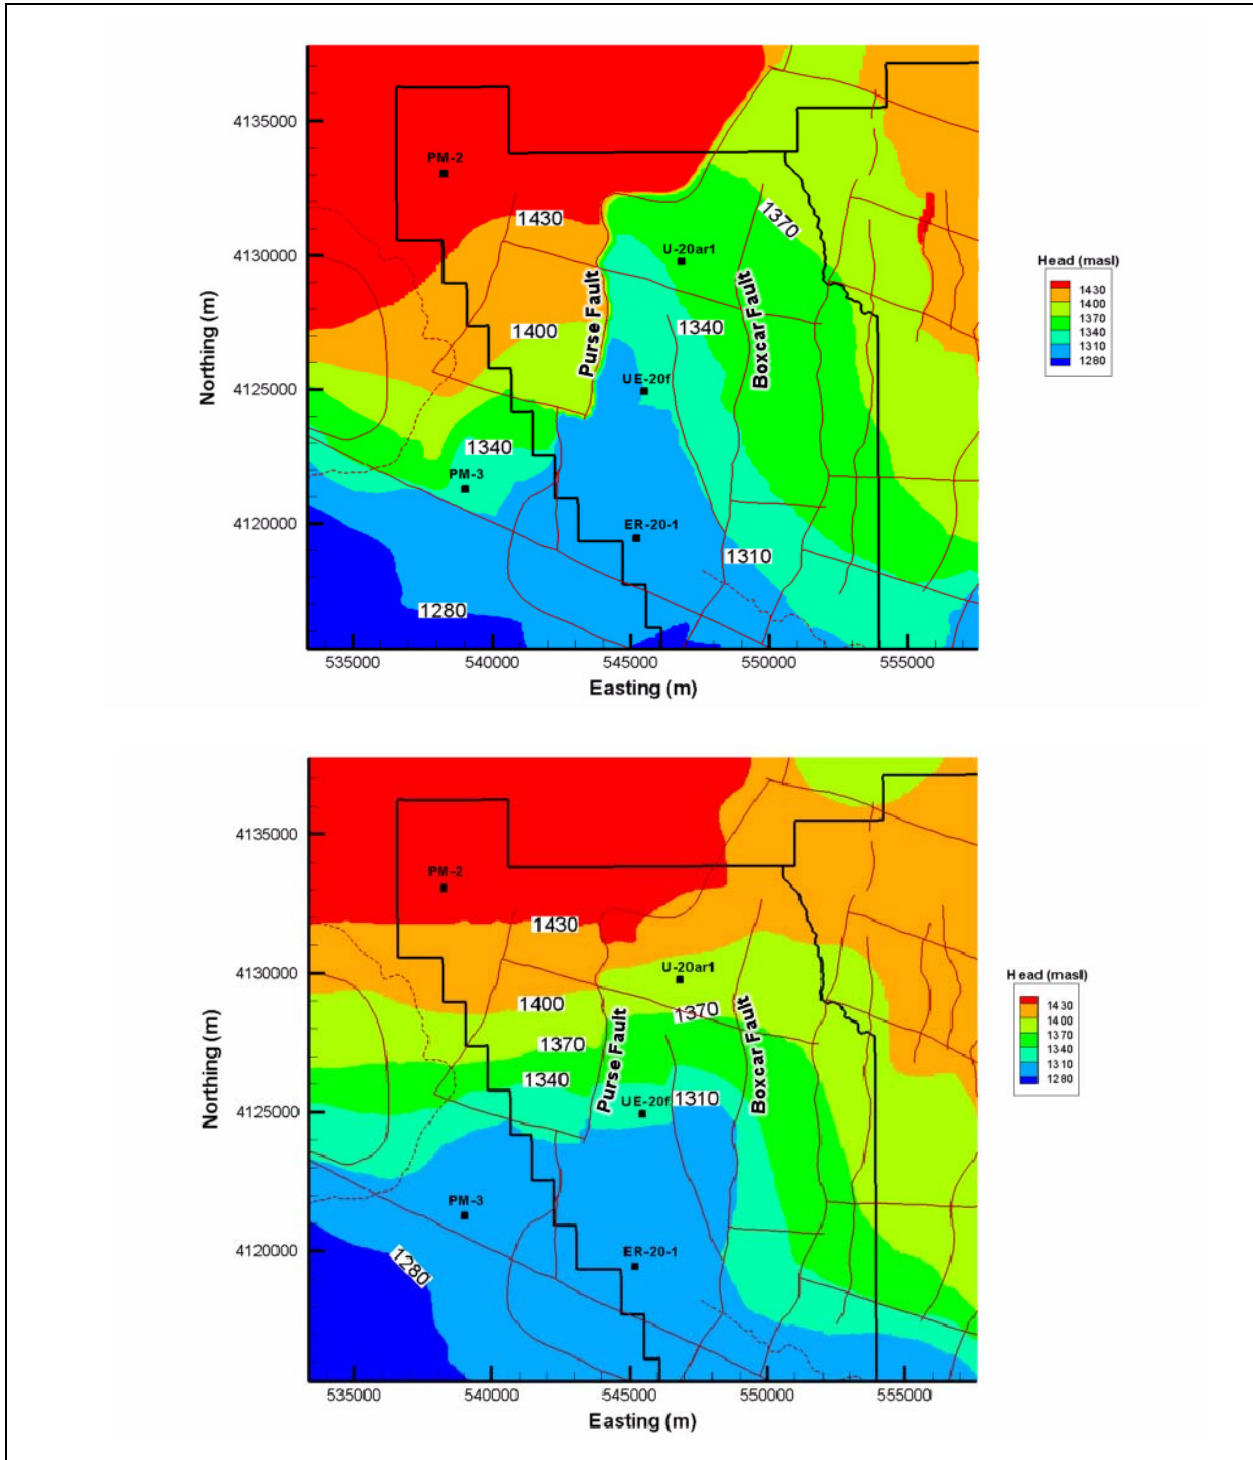 4135000
4130000
4125000
4120000
Northing (m)
PM-2
1430
1370
U-20ar1
Purse Fault
1400
1340
Boxcar Fault
UE-20f
1340
PM-3
ER-20-1
1310
1280
535000
540000
545000
550000
555000
Easting (m)
Head (masl)
1430
1400
1370
1340
1310
1280
4135000
4130000
4125000
4120000
Northing (m)
PM-2
1430
U-20ar1
1400
1370
1370
Purse Fault
Boxcar Fault
1340
UE-20f
1310
PM-3
ER-20-1
1280
535000
540000
545000
550000
555000
Easting (m)
Head (masl)
1430
1400
1370
1340
1310
1280